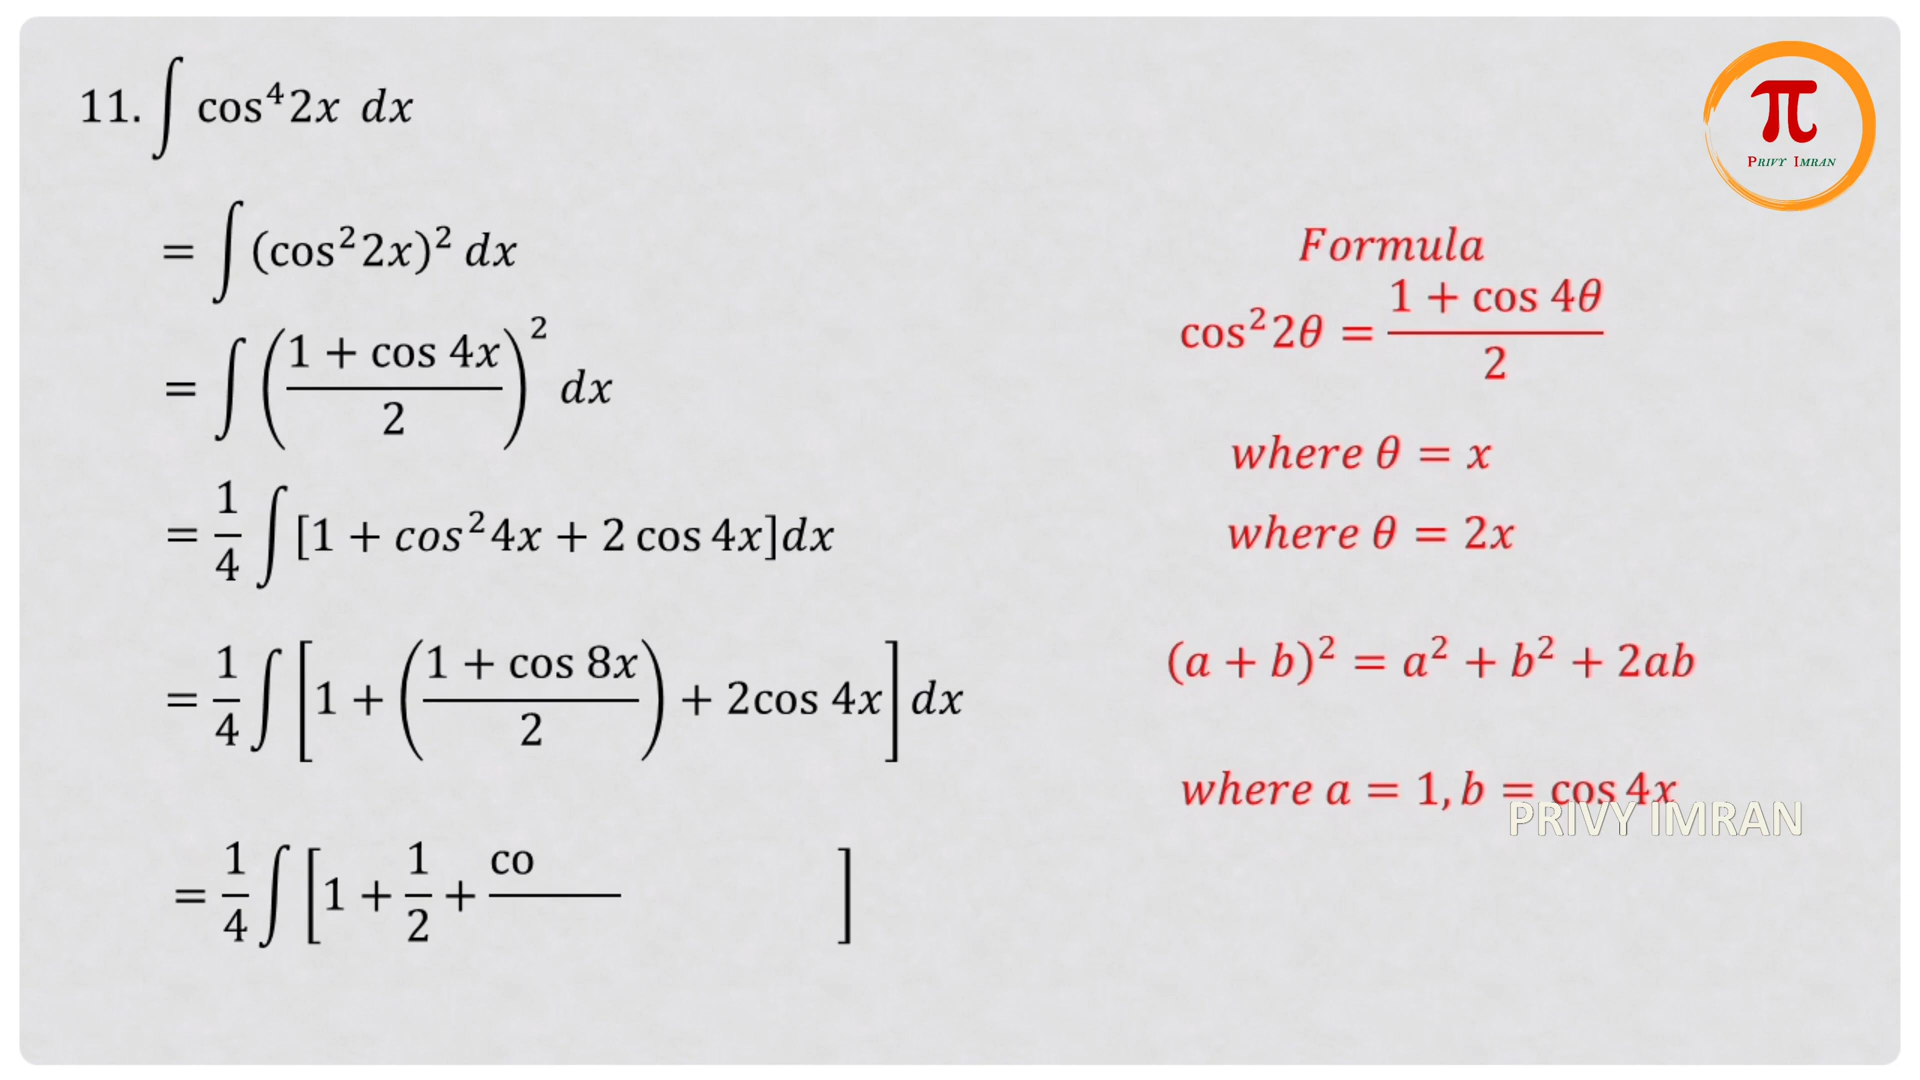 11. ∫ cos⁴2x dx
= ∫ (cos²2x)² dx
= ∫ ((1 + cos 4x)/2)² dx
= 1/4 ∫ [1 + cos²4x + 2 cos 4x]dx
= 1/4 ∫ [1 + ((1 + cos 8x)/2) + 2cos 4x] dx
= 1/4 ∫ [1 + 1/2 + co ]
π
PRIVY IMRAN
Formula
cos²2θ = (1 + cos 4θ)/2
where θ = x
where θ = 2x
(a + b)² = a² + b² + 2ab
where a = 1, b = cos 4x
PRIVY IMRAN